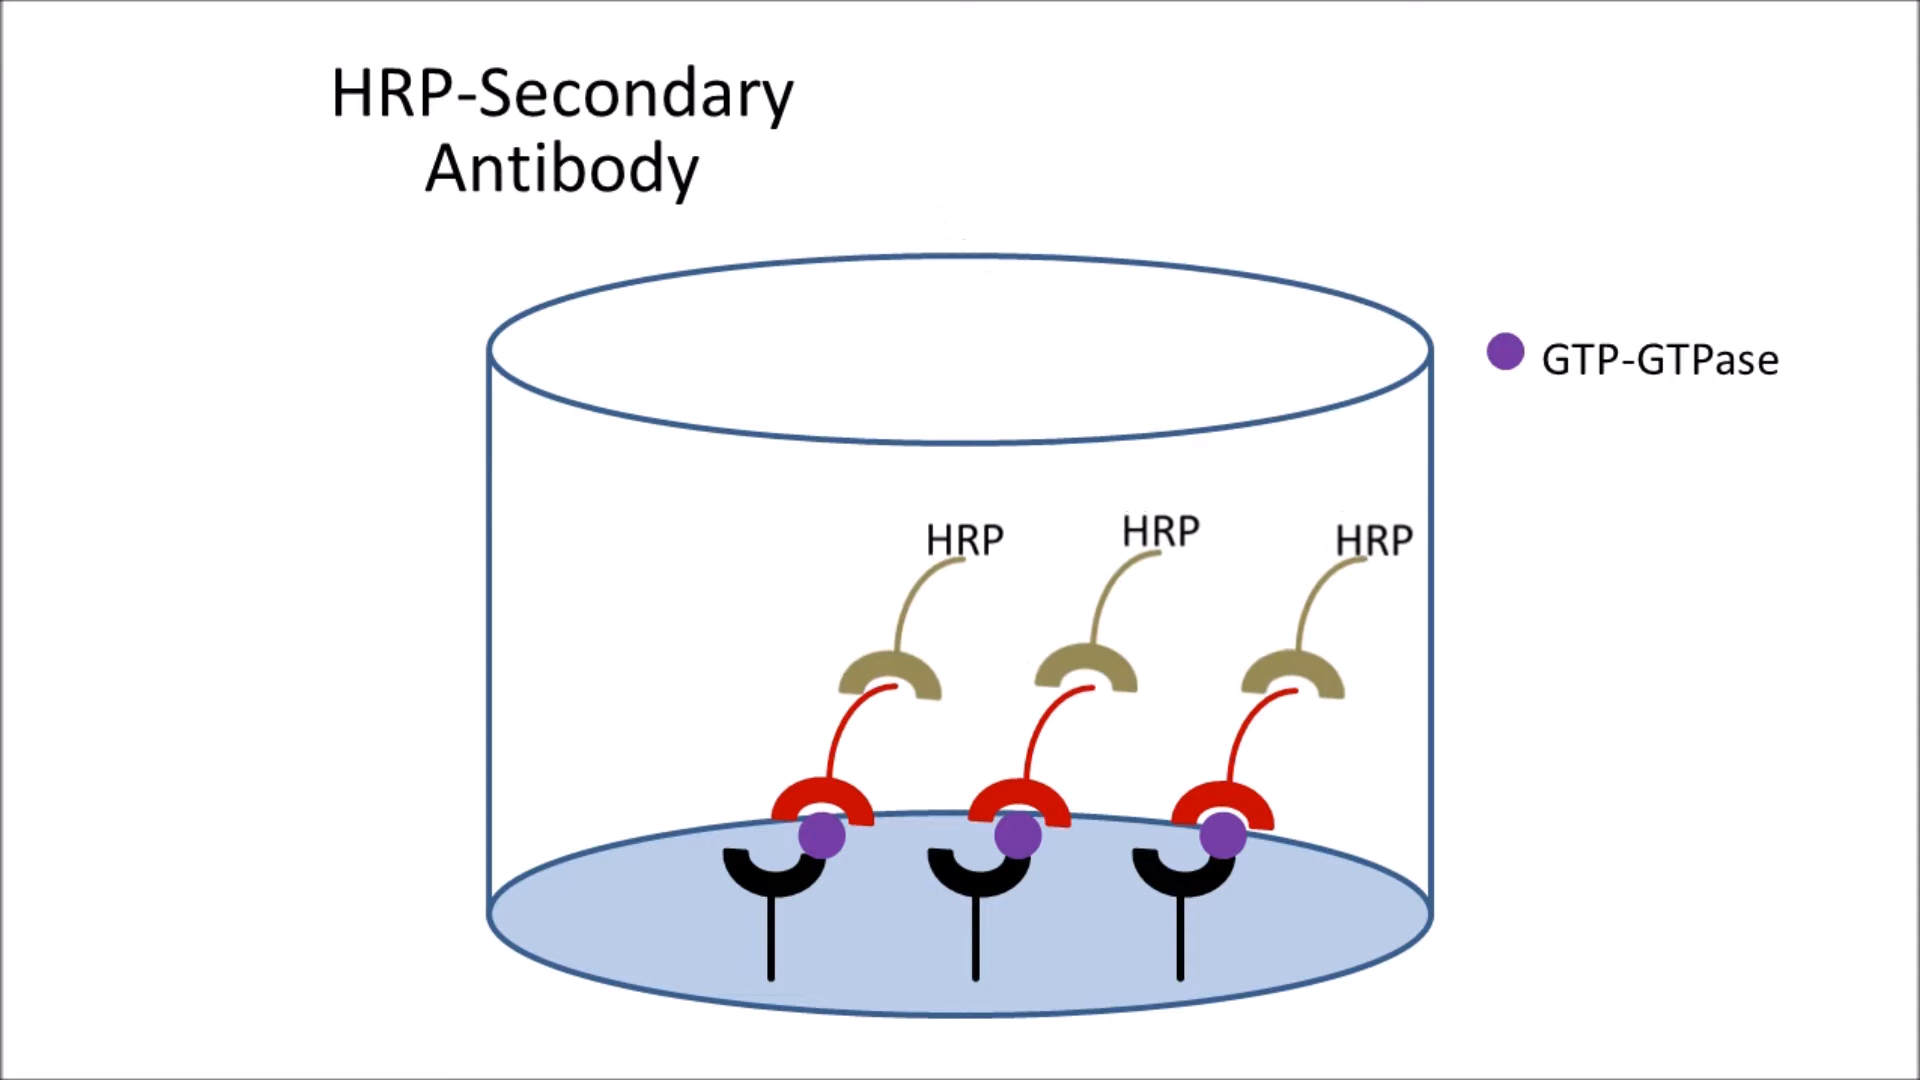 HRP-Secondary
Antibody
GTP-GTPase
HRP
HRP
HRP